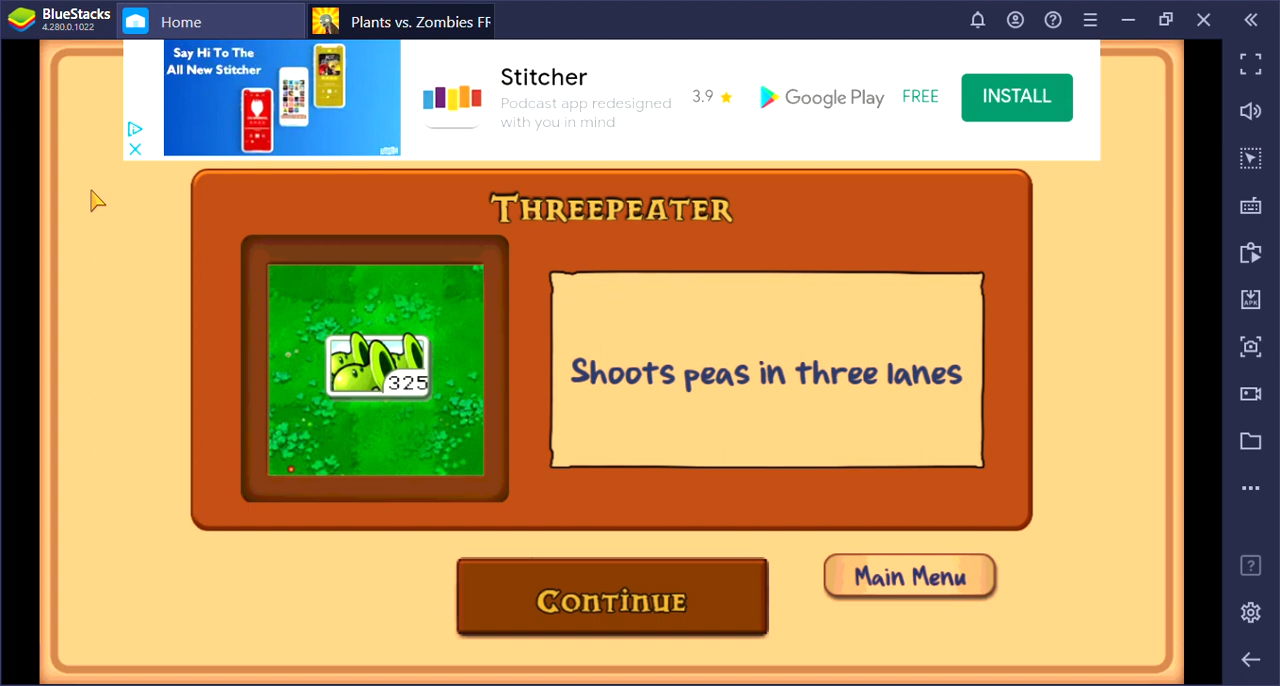 BlueStacks
4.280.0.1022
Home
Plants vs. Zombies FR
Say Hi To The
All New Stitcher
Stitcher
Podcast app redesigned
with you in mind
3.9
Google Play
FREE
INSTALL
Threepeater
325
Shoots peas in three lanes
Continue
Main Menu
APK